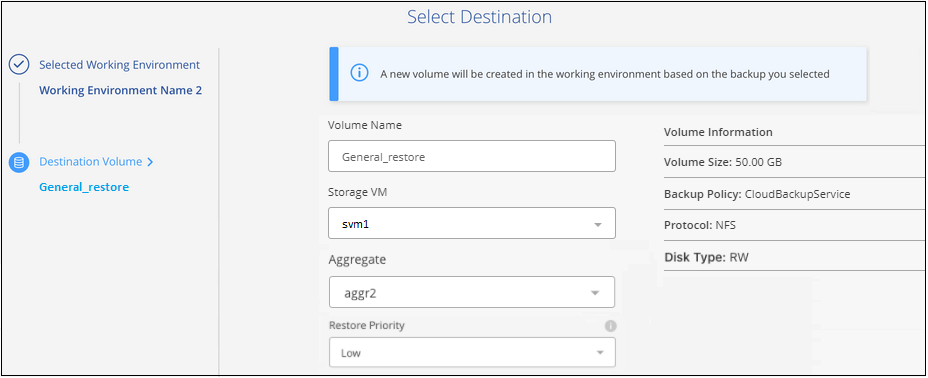 Select Destination
Selected Working Environment
Working Environment Name 2
Destination Volume >
General_restore
A new volume will be created in the working environment based on the backup you selected
Volume Name
General_restore
Storage VM
svm1
Aggregate
aggr2
Restore Priority
Low
Volume Information
Volume Size: 50.00 GB
Backup Policy: CloudBackupService
Protocol: NFS
Disk Type: RW